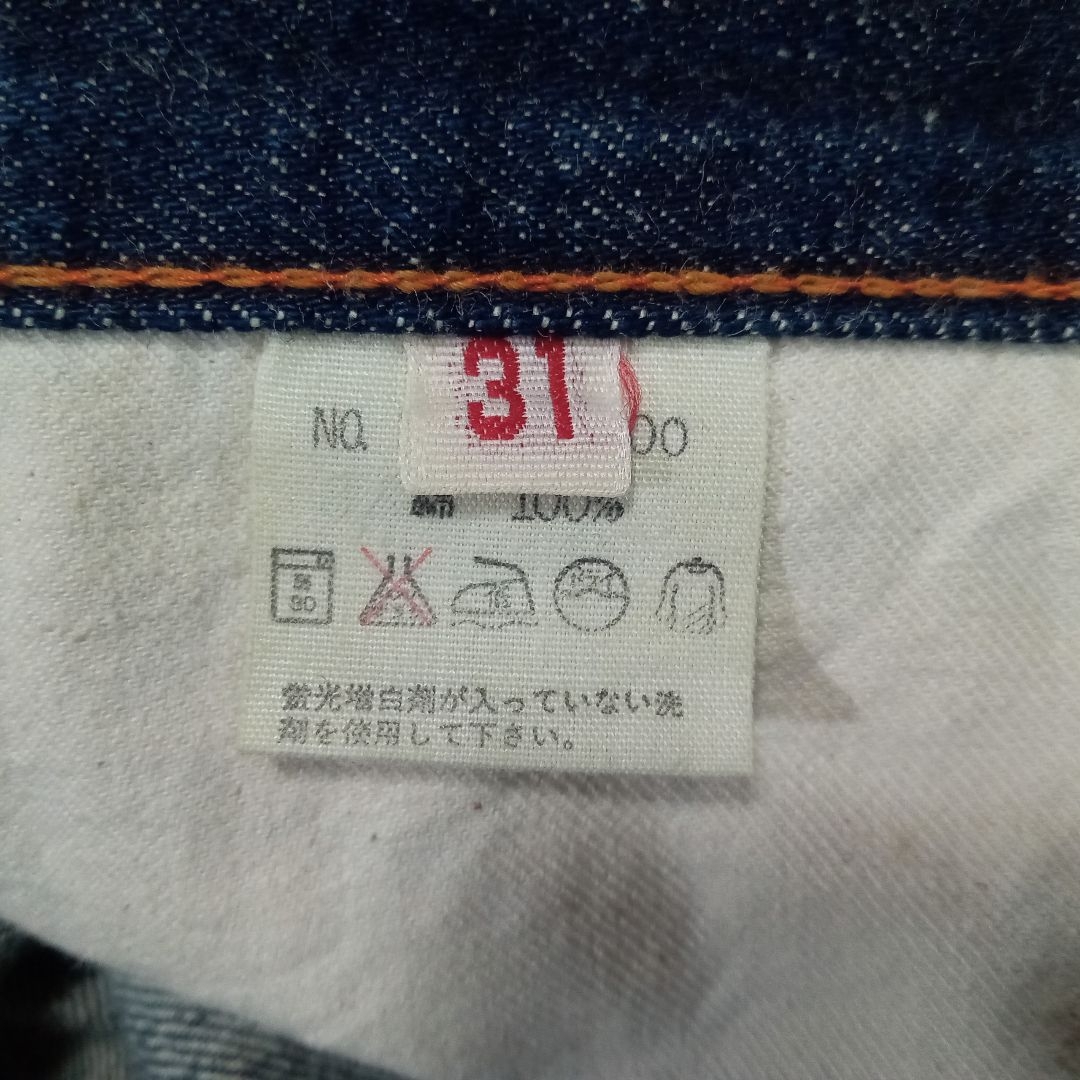 31
NO. 00
綿 100%
蛍光増白剤が入っていない洗
剤を使用して下さい。